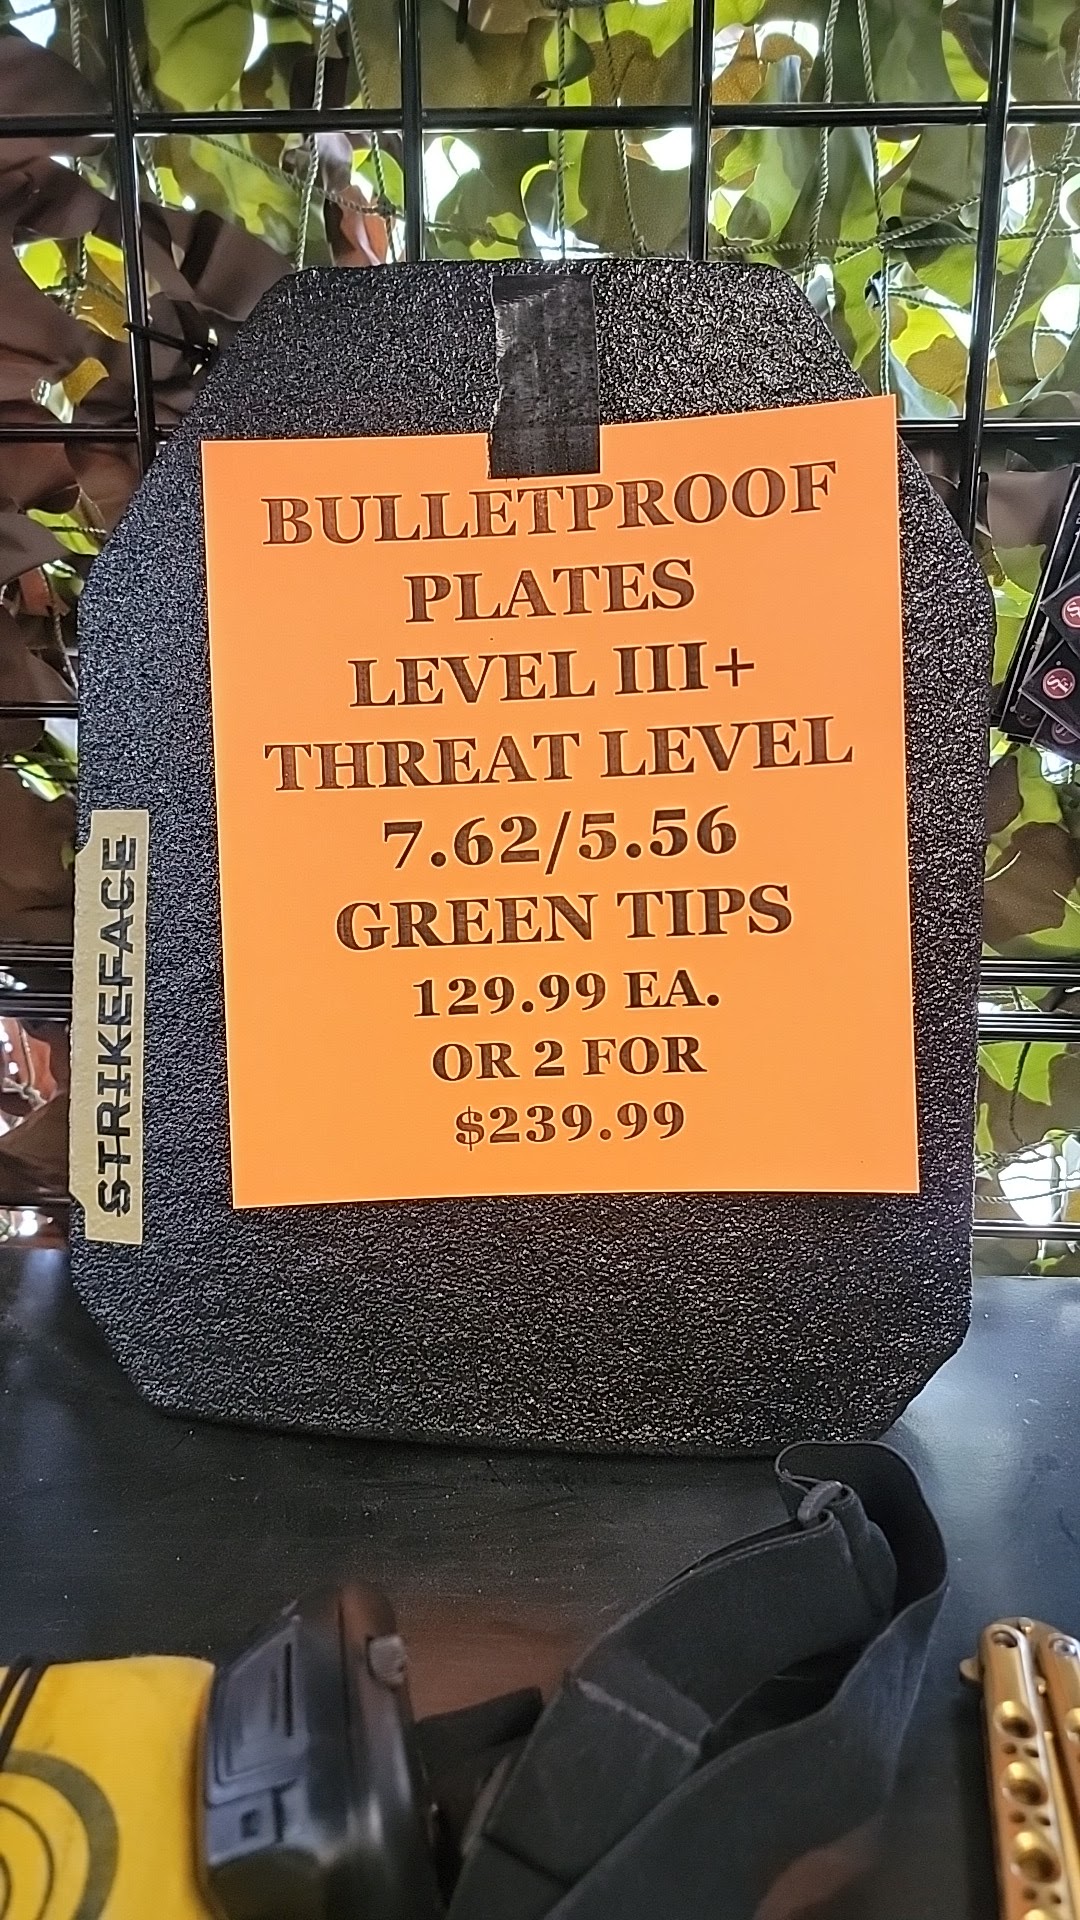 BULLETPROOF
PLATES
LEVEL III+
THREAT LEVEL
7.62/5.56
GREEN TIPS
129.99 EA.
OR 2 FOR
$239.99
STRIKEFACE